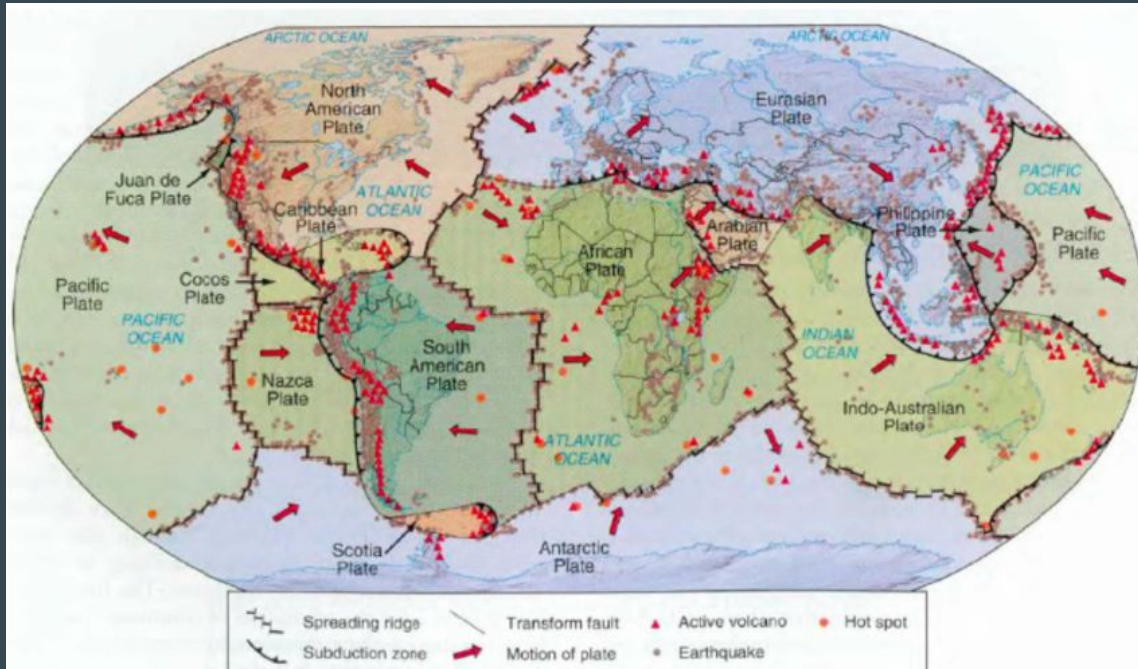 ARCTIC OCEAN
ARCTIC OCEAN
North
American
Plate
Eurasian
Plate
Juan de
Fuca Plate
ATLANTIC
OCEAN
Caribbean
Plate
PACIFIC
OCEAN
Philippine
Plate
Arabian
Plate
African
Plate
Pacific
Plate
Cocos
Plate
Pacific
Plate
PACIFIC
OCEAN
South
American
Plate
INDIAN
OCEAN
Nazca
Plate
Indo-Australian
Plate
ATLANTIC
OCEAN
Scotia
Plate
Antarctic
Plate
Spreading ridge
Transform fault
Active volcano
Hot spot
Subduction zone
Motion of plate
Earthquake